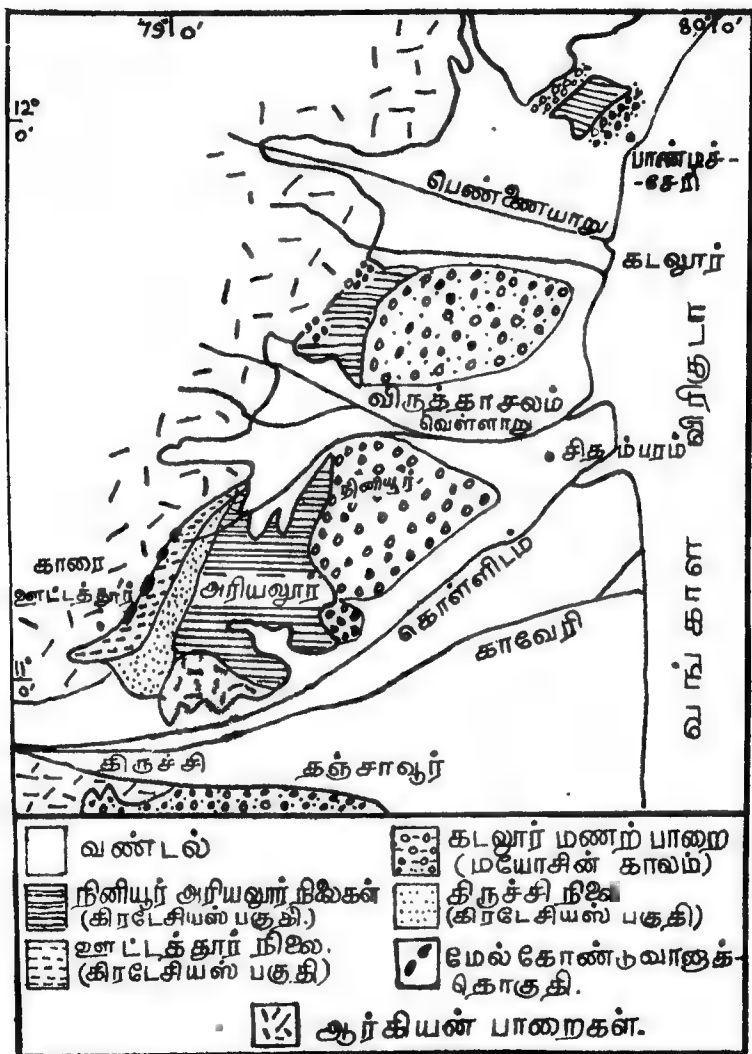 79° 0'
80° 0'
12°
0'
பாண்டிச்-
-சேரி
பெண்ணையாறு
கடலூர்
விருத்தாசலம்
வெள்ளாறு
சிதம்பரம்
நினியூர்
காரை
ஊட்டத்தூர்
அரியலூர்
கொள்ளிடம்
காவேரி
வங்காள விரிகுடா
11°
0'
திருச்சி
தஞ்சாவூர்
வண்டல்
நினியூர் அரியலூர் நிலைகள்
(கிரடேசியஸ் பகுதி.)
ஊட்டத்தூர் நிலை.
(கிரடேசியஸ் பகுதி)
கடலூர் மணற் பாறை
(மயோசின் காலம்)
திருச்சி நிலை
(கிரடேசியஸ் பகுதி)
மேல் கோண்டுவானத்-
தொகுதி.
ஆர்கியன் பாறைகள்.